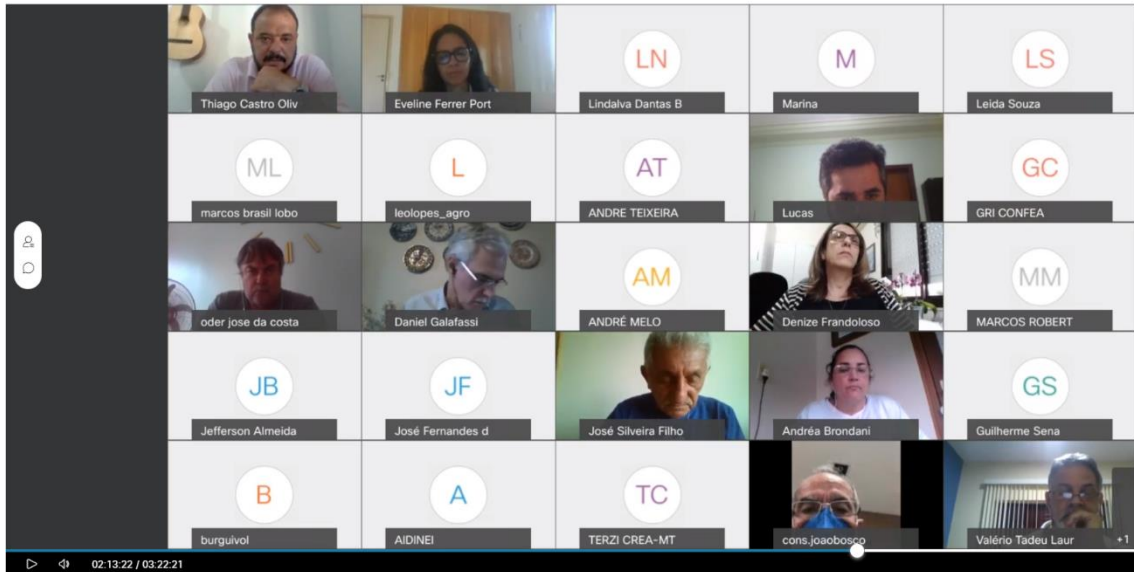 Thiago Castro Oliv
Eveline Ferrer Port
LN
Lindalva Dantas B
M
Marina
LS
Leida Souza
ML
marcos brasil lobo
L
leolopes_agro
AT
ANDRE TEIXEIRA
Lucas
GC
GRI CONFEA
oder jose da costa
Daniel Galafassi
AM
ANDRÉ MELO
Denize Frandoloso
MM
MARCOS ROBERT
JB
Jefferson Almeida
JF
José Fernandes d
José Silveira Filho
Andréa Brondani
GS
Guilherme Sena
B
burguivol
A
AIDINEI
TC
TERZI CREA-MT
cons.joaobosco
Valério Tadeu Laur
+1
02:13:22 / 03:22:21